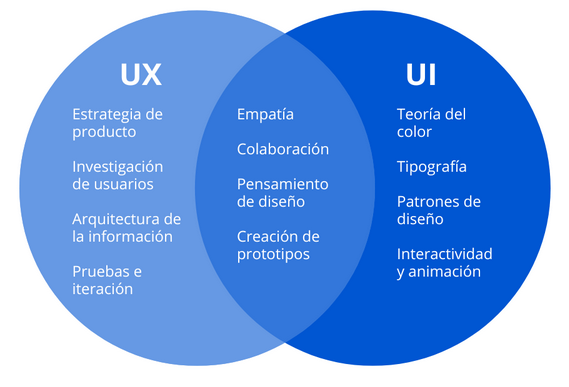 UX
Estrategia de
producto
Investigación
de usuarios
Arquitectura de
la información
Pruebas e
iteración
Empatía
Colaboración
Pensamiento
de diseño
Creación de
prototipos
UI
Teoría del
color
Tipografía
Patrones de
diseño
Interactividad
y animación